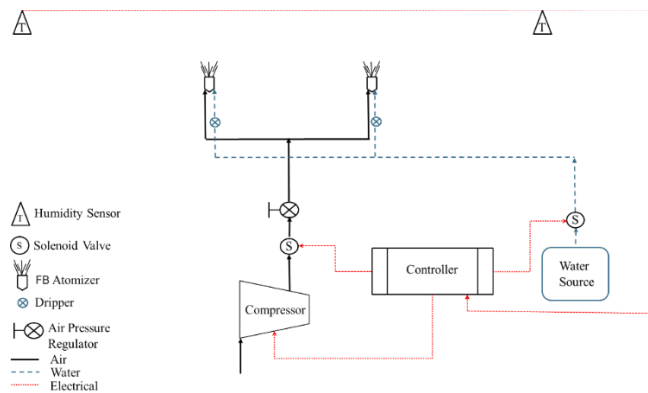 T
T
S
S
Controller
Water
Source
Compressor
T
Humidity Sensor
S
Solenoid Valve
FB Atomizer
Dripper
Air Pressure
Regulator
Air
Water
Electrical